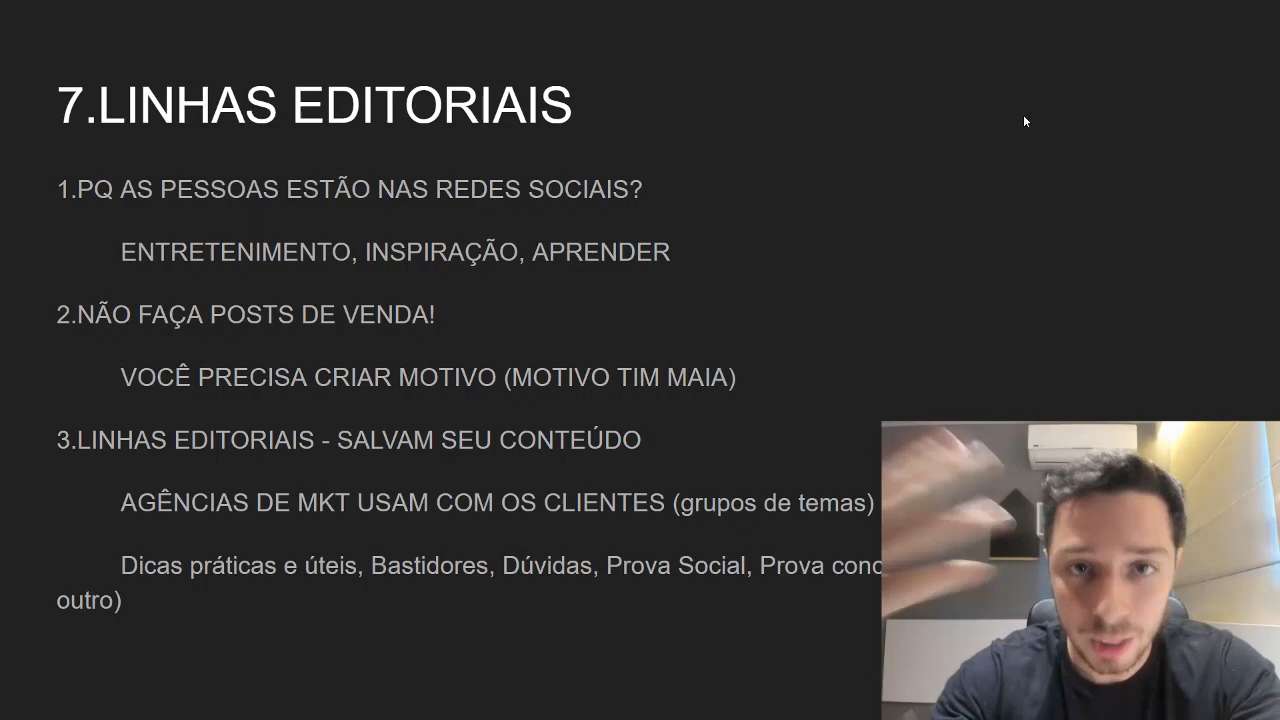 7.LINHAS EDITORIAIS
1.PQ AS PESSOAS ESTÃO NAS REDES SOCIAIS?
ENTRETENIMENTO, INSPIRAÇÃO, APRENDER
2.NÃO FAÇA POSTS DE VENDA!
VOCÊ PRECISA CRIAR MOTIVO (MOTIVO TIM MAIA)
3.LINHAS EDITORIAIS - SALVAM SEU CONTEÚDO
AGÊNCIAS DE MKT USAM COM OS CLIENTES (grupos de temas)
Dicas práticas e úteis, Bastidores, Dúvidas, Prova Social, Prova
outro)